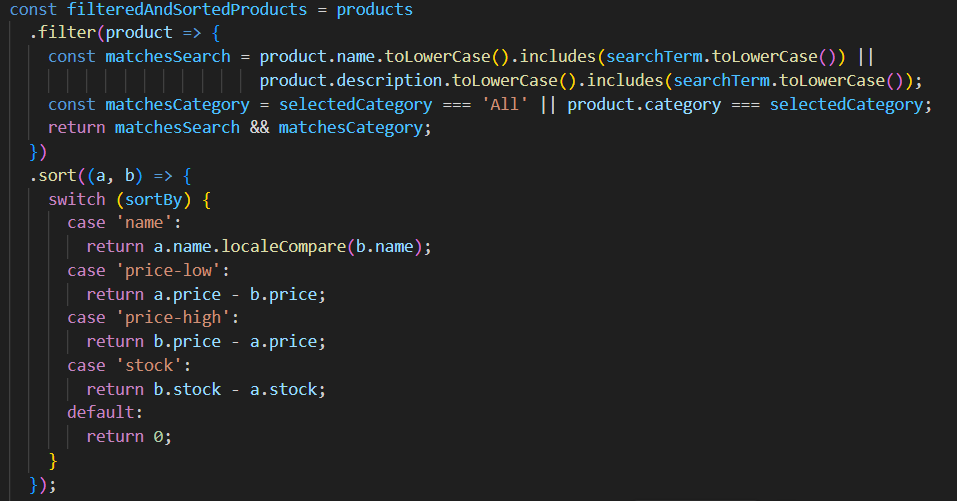 const filteredAndSortedProducts = products
  .filter(product => {
    const matchesSearch = product.name.toLowerCase().includes(searchTerm.toLowerCase()) ||
                          product.description.toLowerCase().includes(searchTerm.toLowerCase());
    const matchesCategory = selectedCategory === 'All' || product.category === selectedCategory;
    return matchesSearch && matchesCategory;
  })
  .sort((a, b) => {
    switch (sortBy) {
      case 'name':
        return a.name.localeCompare(b.name);
      case 'price-low':
        return a.price - b.price;
      case 'price-high':
        return b.price - a.price;
      case 'stock':
        return b.stock - a.stock;
      default:
        return 0;
    }
  });